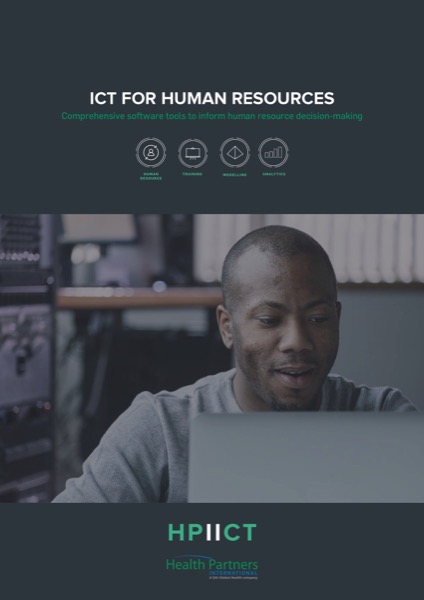 ICT FOR HUMAN RESOURCES
Comprehensive software tools to inform human resource decision-making
HUMAN RESOURCE
TRAINING
MODELLING
ANALYTICS
HPIICT
Health Partners
INTERNATIONAL